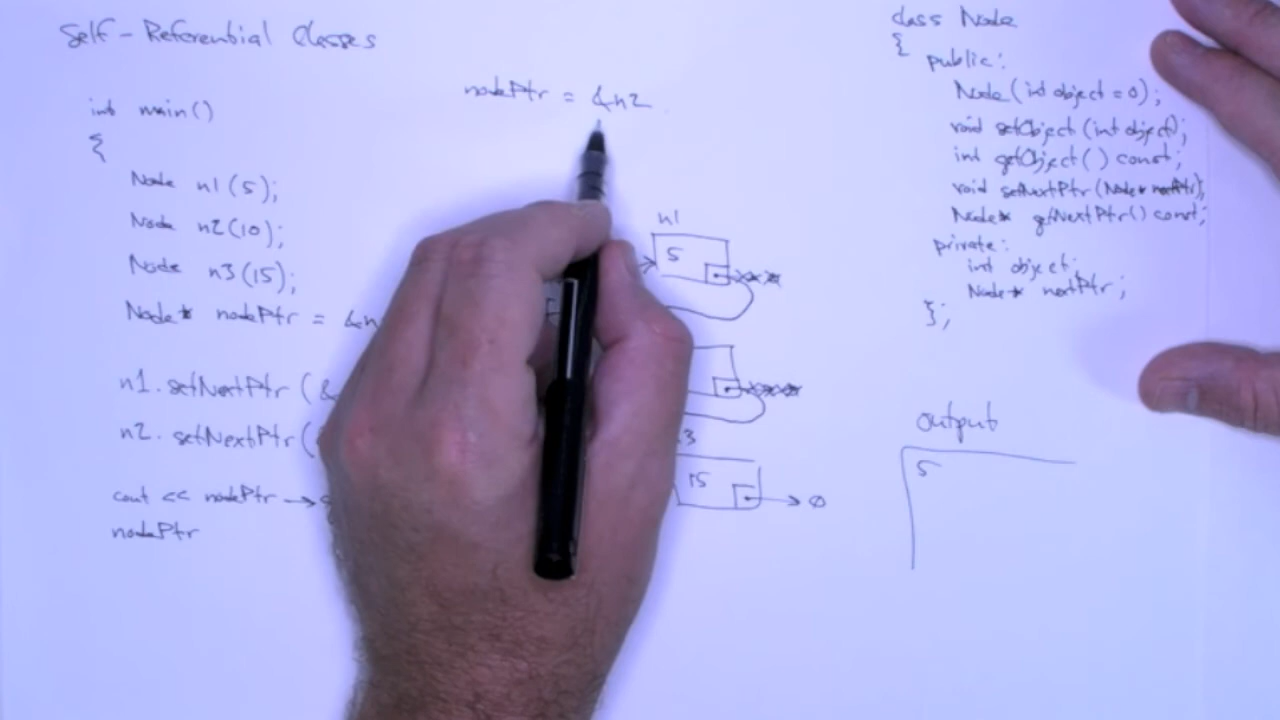 Self-Referential Classes
int main()
{
Node n1(5);
Node n2(10);
Node n3(15);
Node* nodePtr = &n
n1.setNextPtr(&
n2.setNextPtr(
cout << nodePtr →
nodePtr
nodePtr = &n2
n1
5
3
15
∅
class Node
{
public:
Node(int object = 0);
void setObject(int object);
int getObject() const;
void setNextPtr(Node* nextPtr);
Node* getNextPtr() const;
private:
int object;
Node* nextPtr;
};
output
5